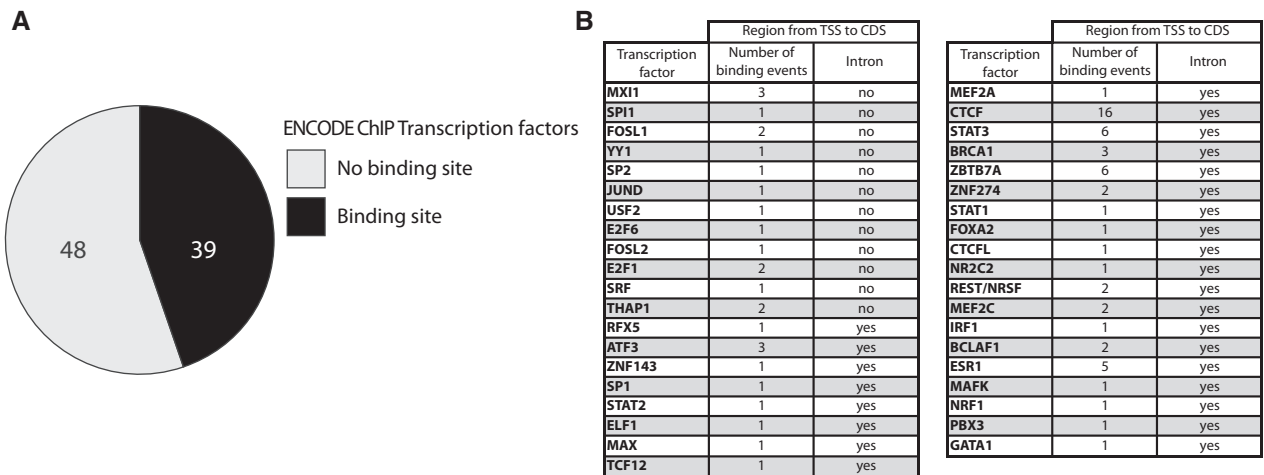 A
ENCODE ChIP Transcription factors
No binding site
Binding site
48
39
B
Region from TSS to CDS
Transcription factor
Number of binding events
Intron
MXI1 3 no
SPI1 1 no
FOSL1 2 no
YY1 1 no
SP2 1 no
JUND 1 no
USF2 1 no
E2F6 1 no
FOSL2 1 no
E2F1 2 no
SRF 1 no
THAP1 2 no
RFX5 1 yes
ATF3 3 yes
ZNF143 1 yes
SP1 1 yes
STAT2 1 yes
ELF1 1 yes
MAX 1 yes
TCF12 1 yes
Region from TSS to CDS
Transcription factor
Number of binding events
Intron
MEF2A 1 yes
CTCF 16 yes
STAT3 6 yes
BRCA1 3 yes
ZBTB7A 6 yes
ZNF274 2 yes
STAT1 1 yes
FOXA2 1 yes
CTCFL 1 yes
NR2C2 1 yes
REST/NRSF 2 yes
MEF2C 2 yes
IRF1 1 yes
BCLAF1 2 yes
ESR1 5 yes
MAFK 1 yes
NRF1 1 yes
PBX3 1 yes
GATA1 1 yes